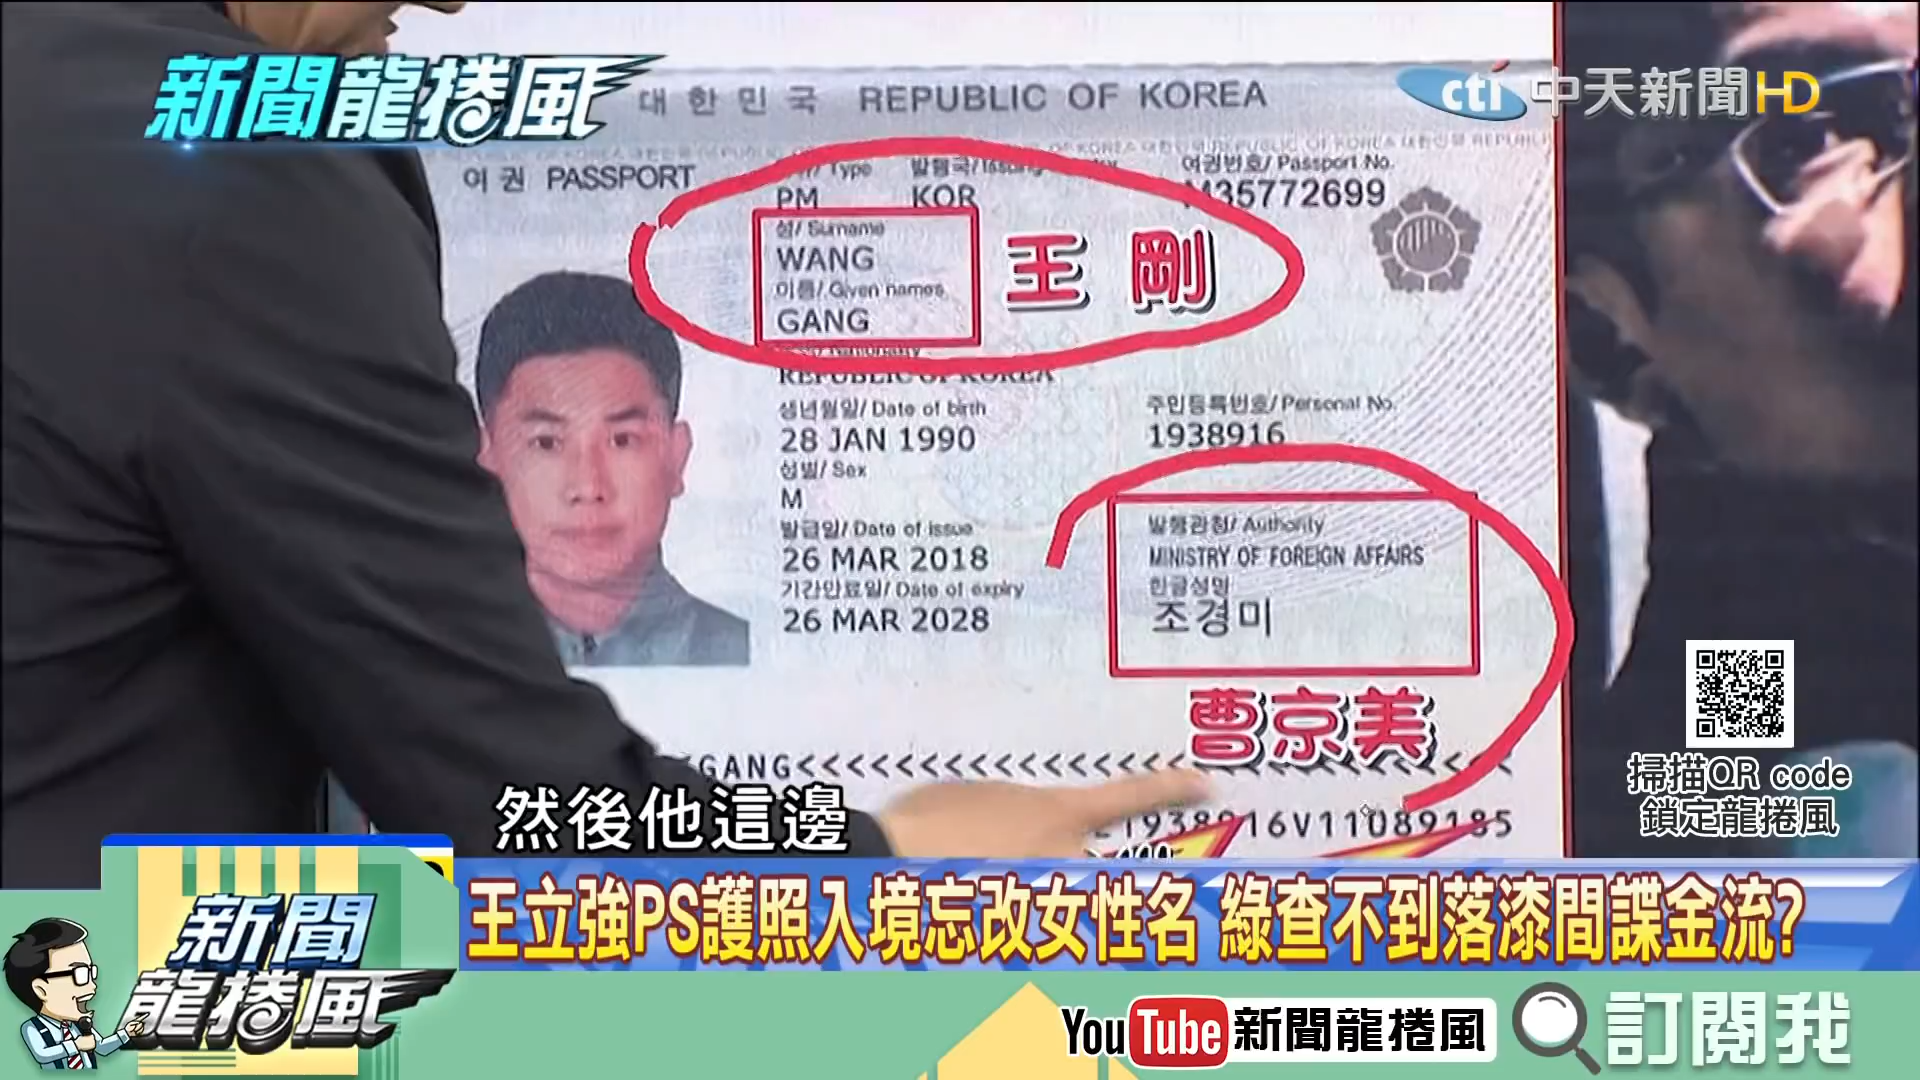 新聞龍捲風
cti 中天新聞HD
대한민국 REPUBLIC OF KOREA
여권 PASSPORT
Type
PM
발행국/ Issuing
KOR
여권번호/ Passport No.
M35772699
성/ Surname
WANG
이름/ Given names
GANG
王 剛
REPUBLIC OF KOREA
생년월일/ Date of birth
28 JAN 1990
주민등록번호/ Personal No.
1938916
성별/ Sex
M
발급일/ Date of issue
26 MAR 2018
기간만료일/ Date of expiry
26 MAR 2028
발행관청/ Authority
MINISTRY OF FOREIGN AFFAIRS
한글성명
조경미
曹京美
GANG<<<<<<<<<<<<<<<<<<<<<<<
1938916V11089185
掃描QR code
鎖定龍捲風
然後他這邊
王立強PS護照入境忘改女性名 綠查不到落漆間諜金流?
新聞
龍捲風
YouTube 新聞龍捲風
訂閱我